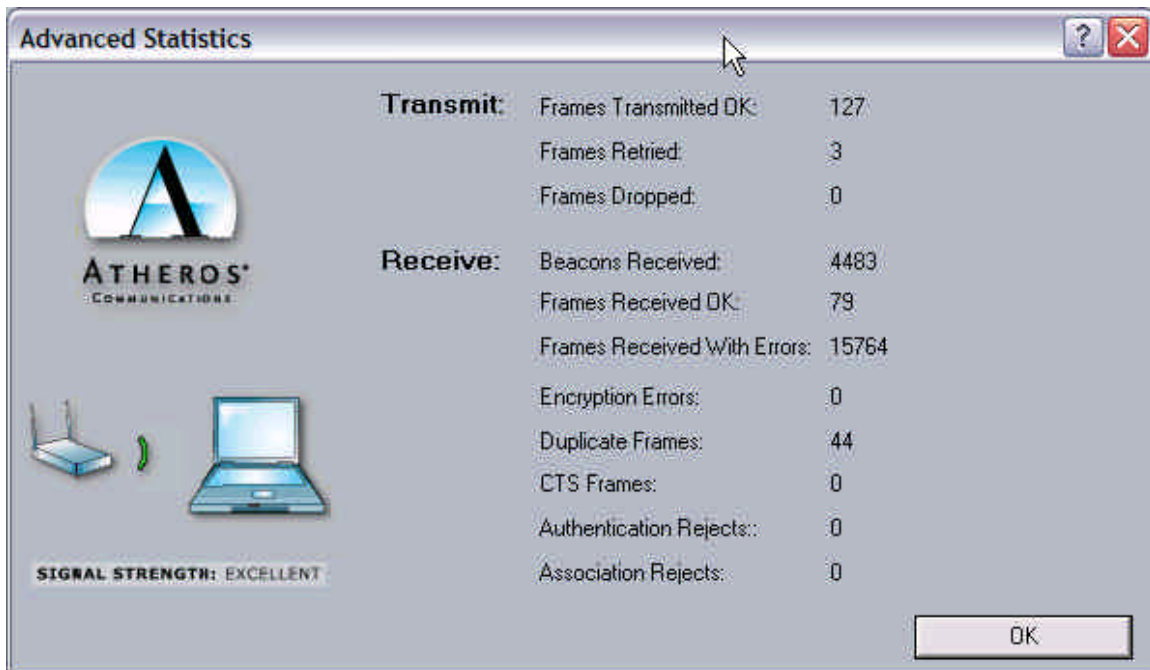 Advanced Statistics
?
Transmit: Frames Transmitted OK: 127
Frames Retried: 3
Frames Dropped: 0
Receive: Beacons Received: 4483
Frames Received OK: 79
Frames Received With Errors: 15764
Encryption Errors: 0
Duplicate Frames: 44
CTS Frames: 0
Authentication Rejects:: 0
Association Rejects: 0
A
ATHEROS
COMMUNICATIONS
SIGNAL STRENGTH: EXCELLENT
OK